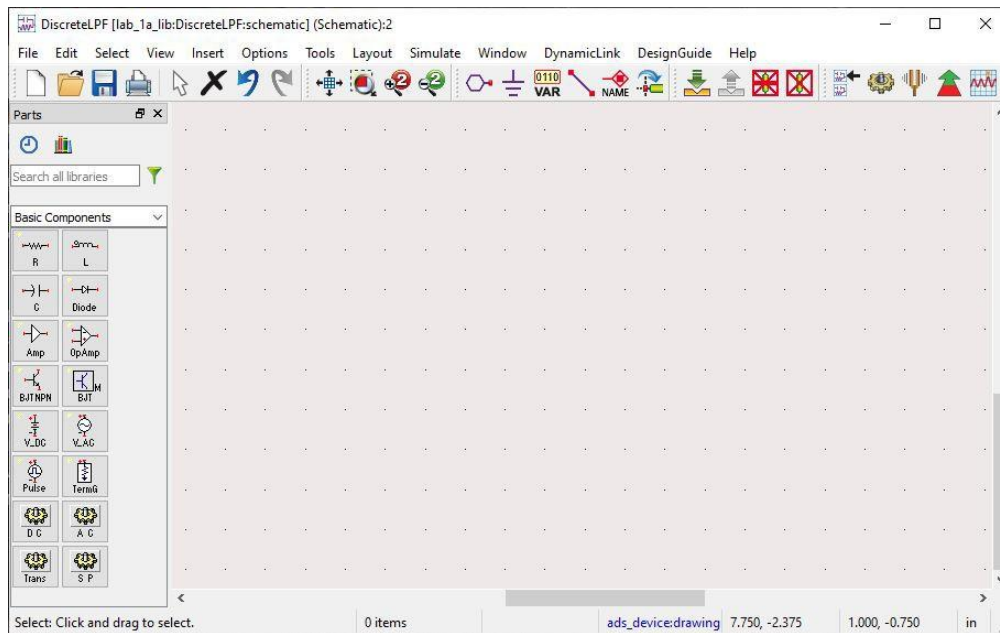 DiscreteLPF [lab_1a_lib:DiscreteLPF:schematic] (Schematic):2
File Edit Select View Insert Options Tools Layout Simulate Window DynamicLink DesignGuide Help
2 2 0110 VAR NAME
Parts
Search all libraries
Basic Components
R L
C Diode
Amp OpAmp
BJTNPN BJT M
V_DC V_AC
Pulse TermG
DC AC
Trans SP
Select: Click and drag to select. 0 items ads_device:drawing 7.750, -2.375 1.000, -0.750 in